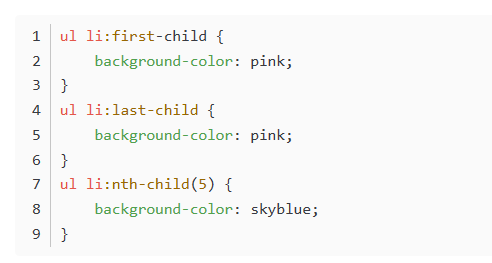 1 ul li:first-child {
2     background-color: pink;
3 }
4 ul li:last-child {
5     background-color: pink;
6 }
7 ul li:nth-child(5) {
8     background-color: skyblue;
9 }